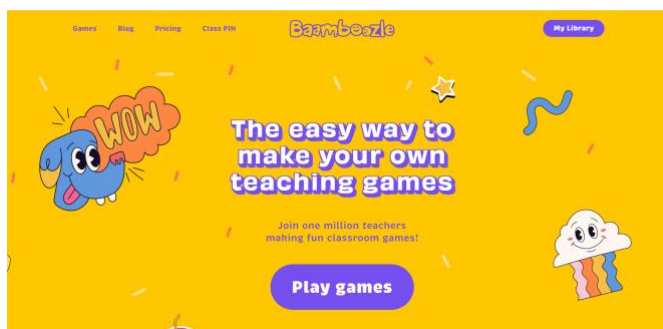 Games Blog Pricing Class PIN Baamboozle My Library
WOW
The easy way to
make your own
teaching games
Join one million teachers
making fun classroom games!
Play games